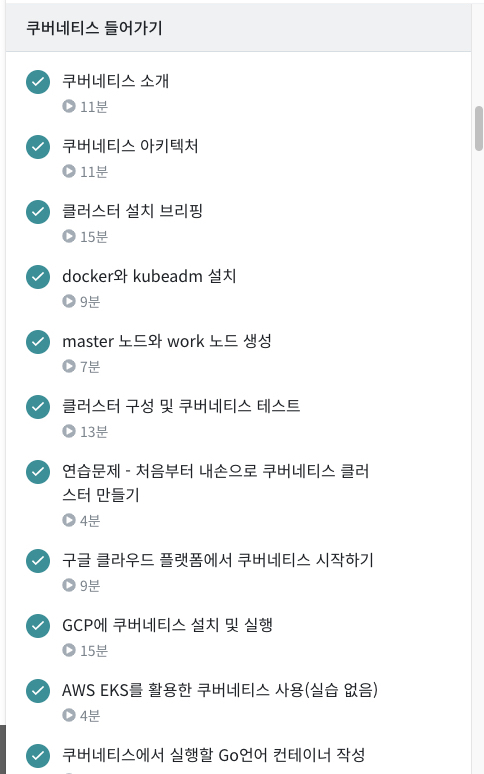 쿠버네티스 들어가기
쿠버네티스 소개
11분
쿠버네티스 아키텍처
11분
클러스터 설치 브리핑
15분
docker와 kubeadm 설치
9분
master 노드와 work 노드 생성
7분
클러스터 구성 및 쿠버네티스 테스트
13분
연습문제 - 처음부터 내손으로 쿠버네티스 클러
스터 만들기
4분
구글 클라우드 플랫폼에서 쿠버네티스 시작하기
9분
GCP에 쿠버네티스 설치 및 실행
15분
AWS EKS를 활용한 쿠버네티스 사용(실습 없음)
4분
쿠버네티스에서 실행할 Go언어 컨테이너 작성